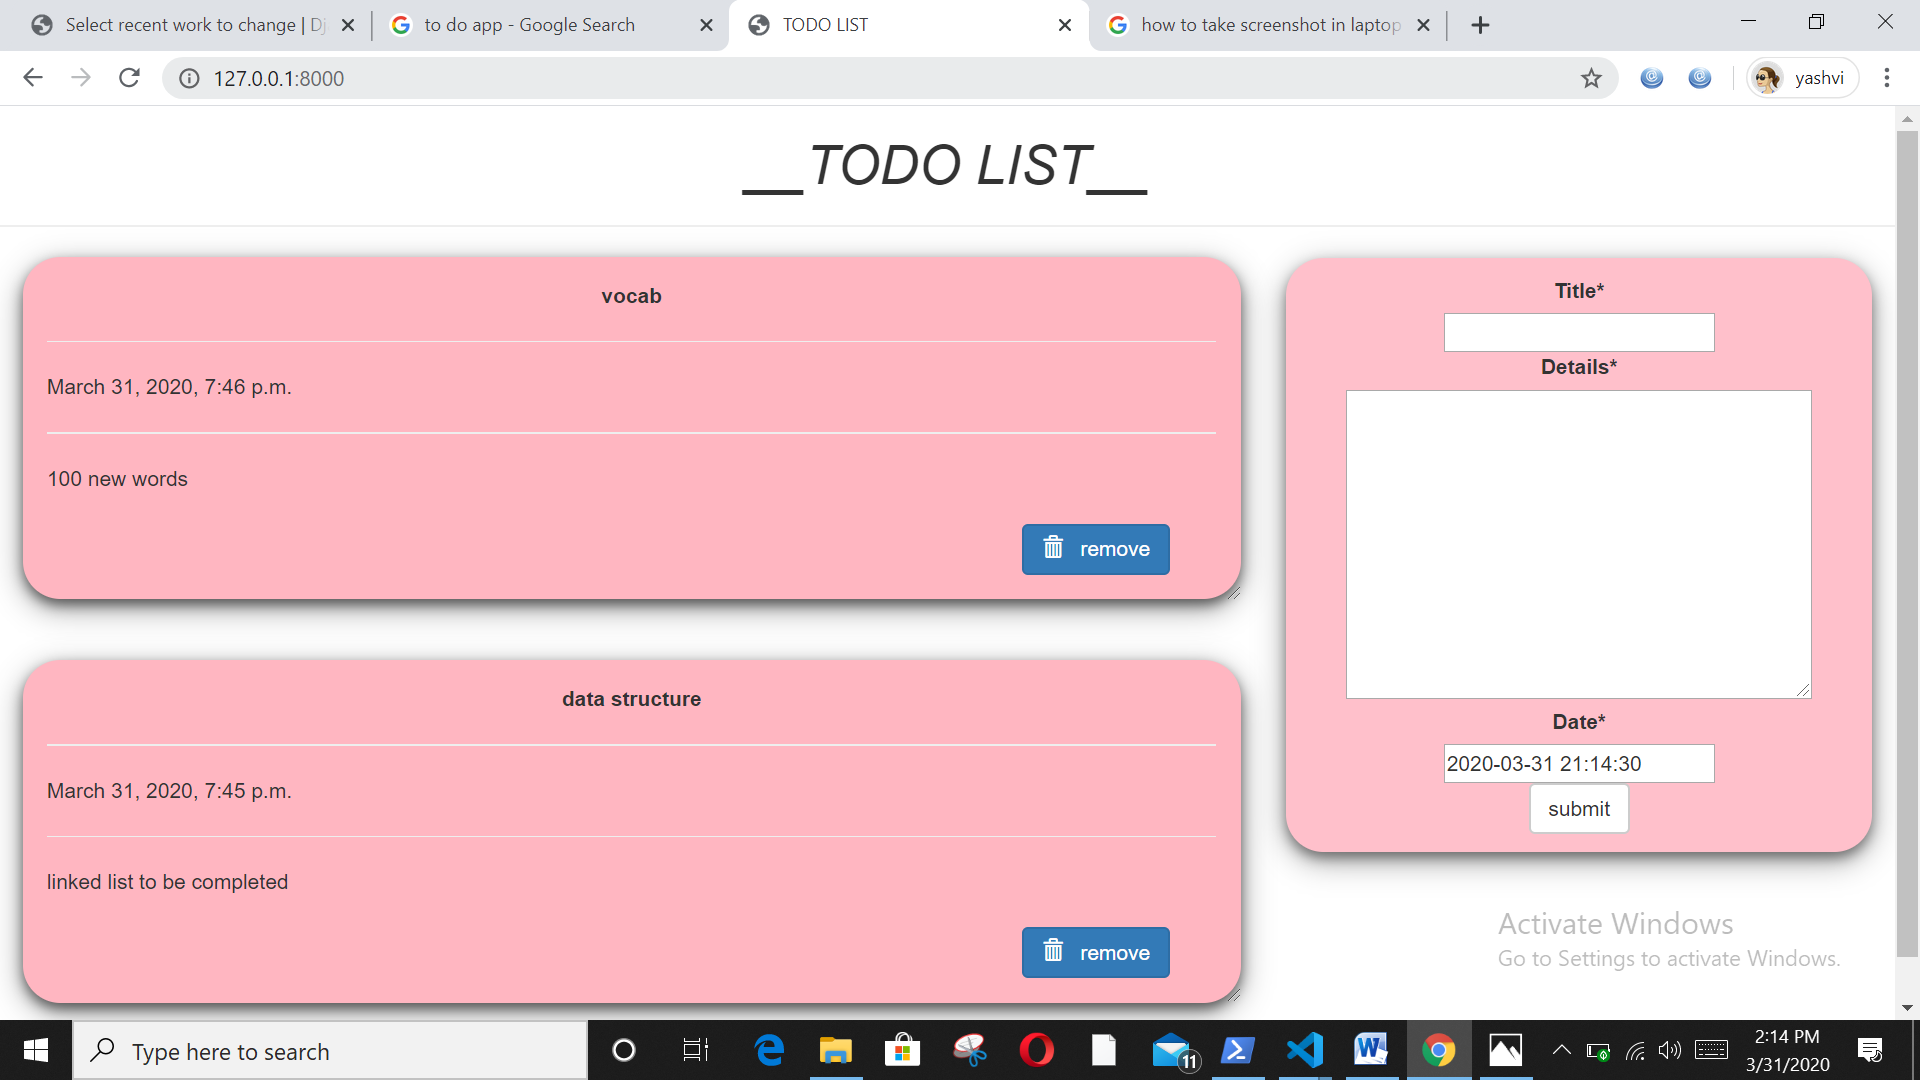 Select recent work to change | Dj
to do app - Google Search
TODO LIST
how to take screenshot in laptop
127.0.0.1:8000
yashvi
__TODO LIST__
vocab
March 31, 2020, 7:46 p.m.
100 new words
remove
data structure
March 31, 2020, 7:45 p.m.
linked list to be completed
remove
Title*
Details*
Date*
2020-03-31 21:14:30
submit
Activate Windows
Go to Settings to activate Windows.
Type here to search
11
2:14 PM
3/31/2020